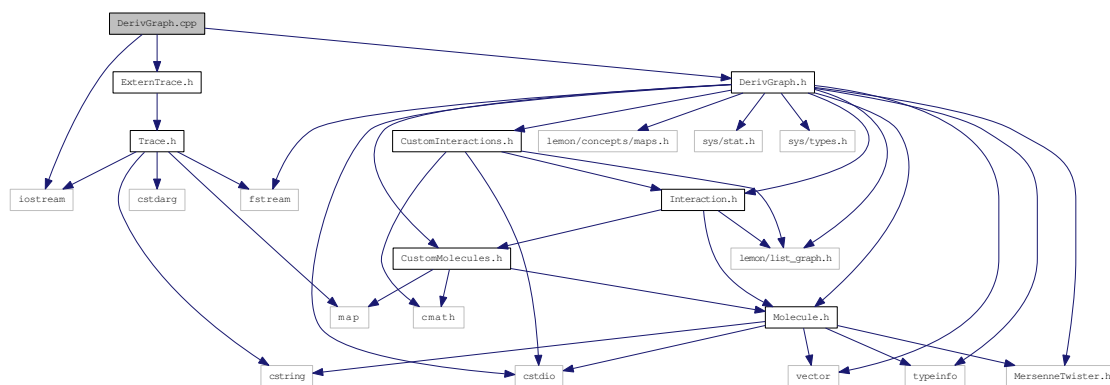 DerivGraph.cpp
ExternTrace.h
DerivGraph.h
Trace.h
CustomInteractions.h
lemon/concepts/maps.h
sys/stat.h
sys/types.h
iostream
cstdarg
fstream
Interaction.h
CustomMolecules.h
lemon/list_graph.h
map
cmath
Molecule.h
cstring
cstdio
vector
typeinfo
MersenneTwister.h